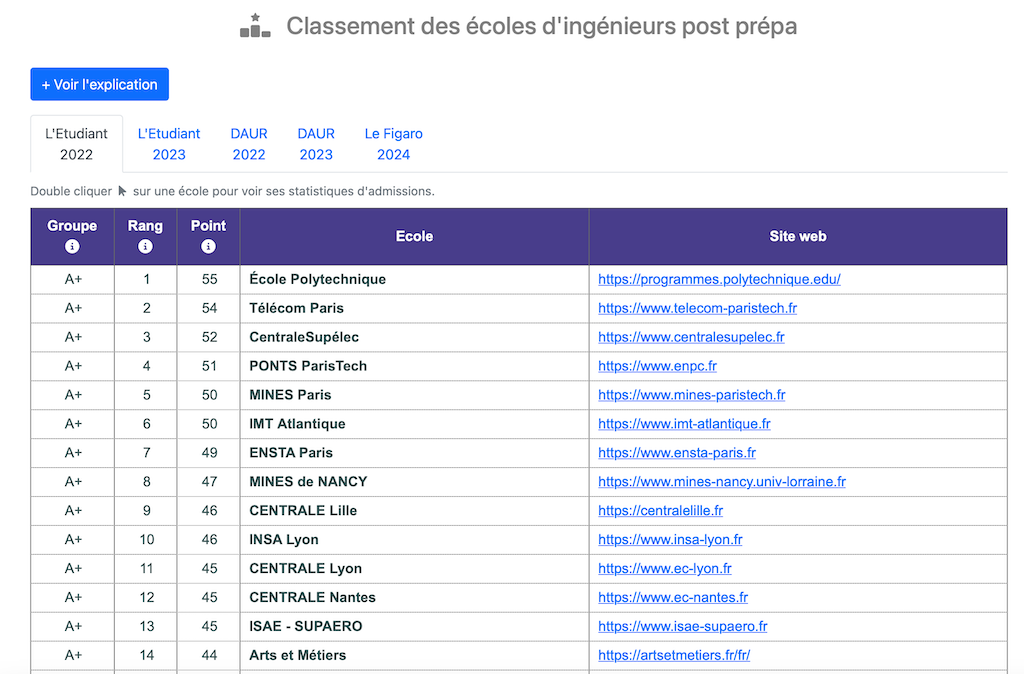 Classement des écoles d'ingénieurs post prépa
+ Voir l'explication
L'Etudiant 2022
L'Etudiant 2023
DAUR 2022
DAUR 2023
Le Figaro 2024
Double cliquer sur une école pour voir ses statistiques d'admissions.
Groupe Rang Point Ecole Site web
A+ 1 55 École Polytechnique https://programmes.polytechnique.edu/
A+ 2 54 Télécom Paris https://www.telecom-paristech.fr
A+ 3 52 CentraleSupélec https://www.centralesupelec.fr
A+ 4 51 PONTS ParisTech https://www.enpc.fr
A+ 5 50 MINES Paris https://www.mines-paristech.fr
A+ 6 50 IMT Atlantique https://www.imt-atlantique.fr
A+ 7 49 ENSTA Paris https://www.ensta-paris.fr
A+ 8 47 MINES de NANCY https://www.mines-nancy.univ-lorraine.fr
A+ 9 46 CENTRALE Lille https://centralelille.fr
A+ 10 46 INSA Lyon https://www.insa-lyon.fr
A+ 11 45 CENTRALE Lyon https://www.ec-lyon.fr
A+ 12 45 CENTRALE Nantes https://www.ec-nantes.fr
A+ 13 45 ISAE - SUPAERO https://www.isae-supaero.fr
A+ 14 44 Arts et Métiers https://artsetmetiers.fr/fr/